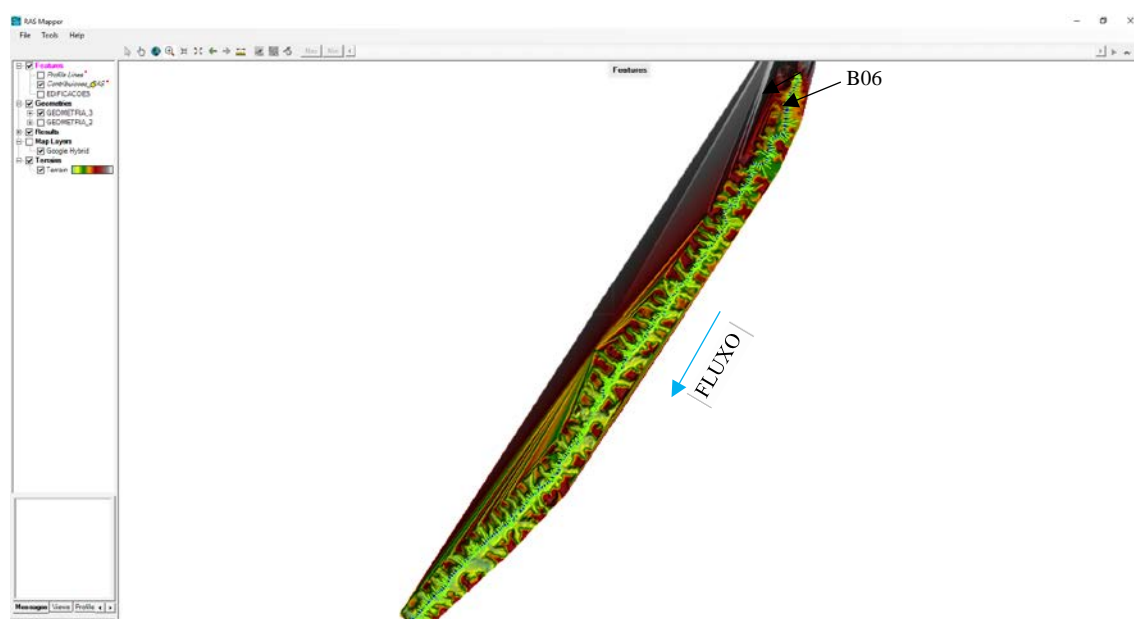 RAS Mapper
File Tools Help
Features
B06
Features
Profile Lines
EDIFICACOES
Geometries
GEOMETRIA_3
GEOMETRIA_2
Results
Map Layers
Google Hybrid
Terrains
Terrain
FLUXO
Messages Views Profile